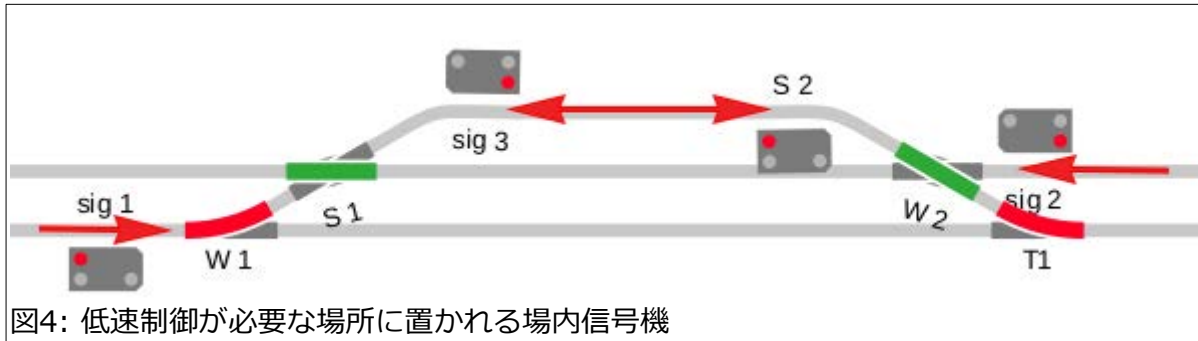 S 2
sig 3
sig 1
S 1
sig 2
W 2
W 1
T1
図4: 低速制御が必要な場所に置かれる場内信号機